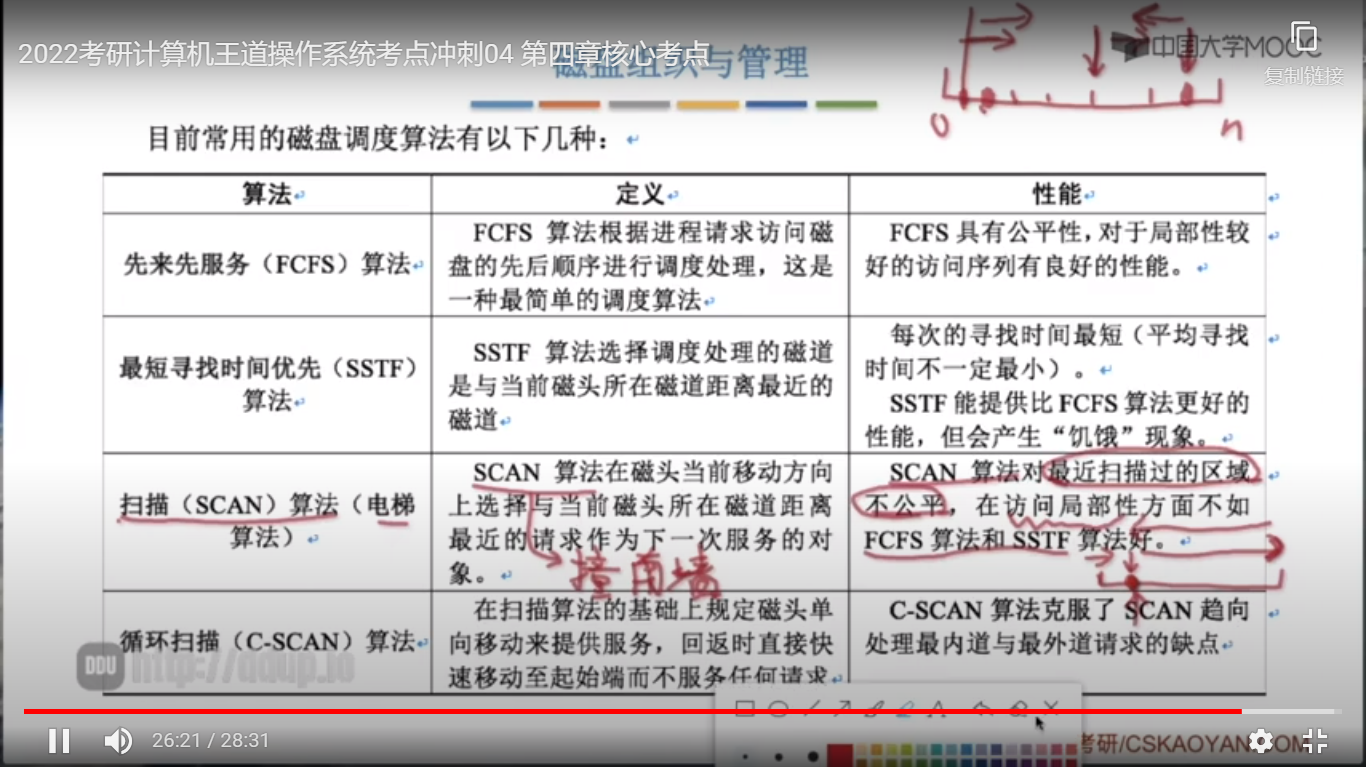 2022考研计算机王道操作系统考点冲刺04 第四章核心考点
磁盘组织与管理
中国大学MOOC
复制链接
0
n
目前常用的磁盘调度算法有以下几种：
算法
定义
性能
先来先服务（FCFS）算法
FCFS 算法根据进程请求访问磁
盘的先后顺序进行调度处理，这是
一种最简单的调度算法
FCFS 具有公平性，对于局部性较
好的访问序列有良好的性能。
最短寻找时间优先（SSTF）
算法
SSTF 算法选择调度处理的磁道
是与当前磁头所在磁道距离最近的
磁道
每次的寻找时间最短（平均寻找
时间不一定最小）。
SSTF 能提供比 FCFS 算法更好的
性能，但会产生“饥饿”现象。
扫描（SCAN）算法（电梯
算法）
SCAN 算法在磁头当前移动方向
上选择与当前磁头所在磁道距离
最近的请求作为下一次服务的对
象。
撞南墙
SCAN 算法对最近扫描过的区域
不公平，在访问局部性方面不如
FCFS 算法和 SSTF 算法好。
循环扫描（C-SCAN）算法
在扫描算法的基础上规定磁头单
向移动来提供服务，回返时直接快
速移动至起始端而不服务任何请求
C-SCAN 算法克服了 SCAN 趋向
处理最内道与最外道请求的缺点
DDU http://ddup.io
26:21 / 28:31
考研/CSKAOYAN.COM